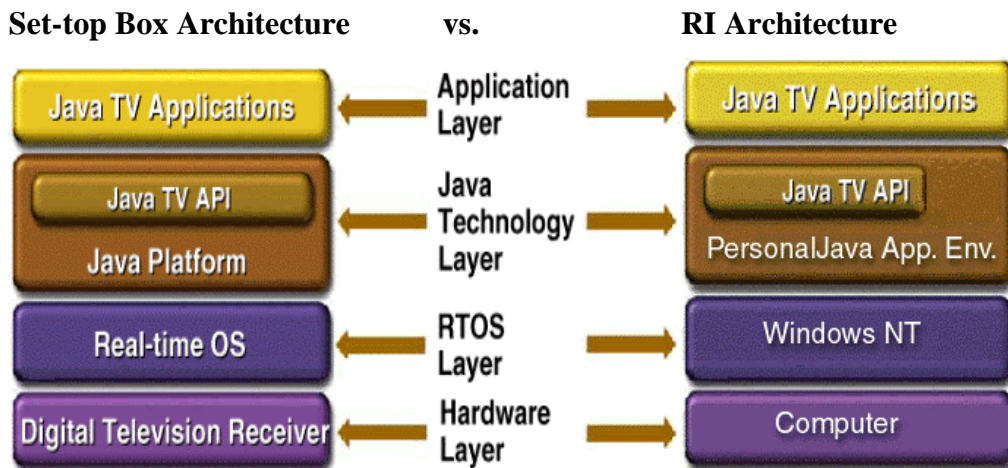 Set-top Box Architecture vs. RI Architecture
Java TV Applications
Java TV API
Java Platform
Real-time OS
Digital Television Receiver
Application
Layer
Java
Technology
Layer
RTOS
Layer
Hardware
Layer
Java TV Applications
Java TV API
PersonalJava App. Env.
Windows NT
Computer